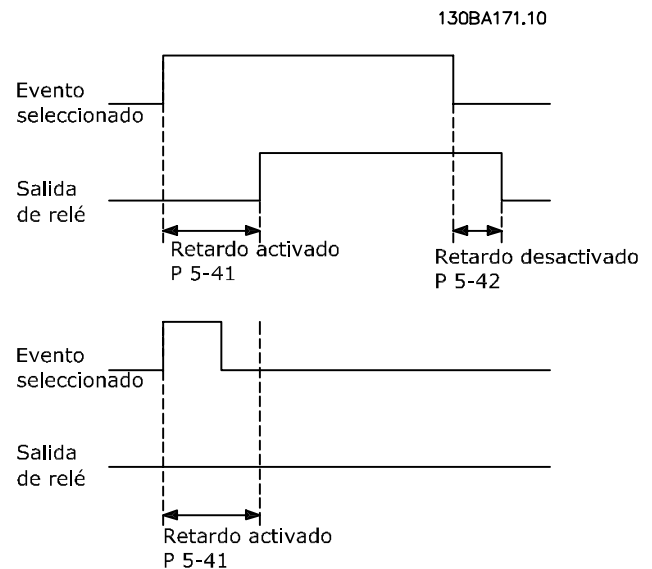 130BA171.10
Evento
seleccionado
Salida
de relé
Retardo activado
P 5-41
Retardo desactivado
P 5-42
Evento
seleccionado
Salida
de relé
Retardo activado
P 5-41